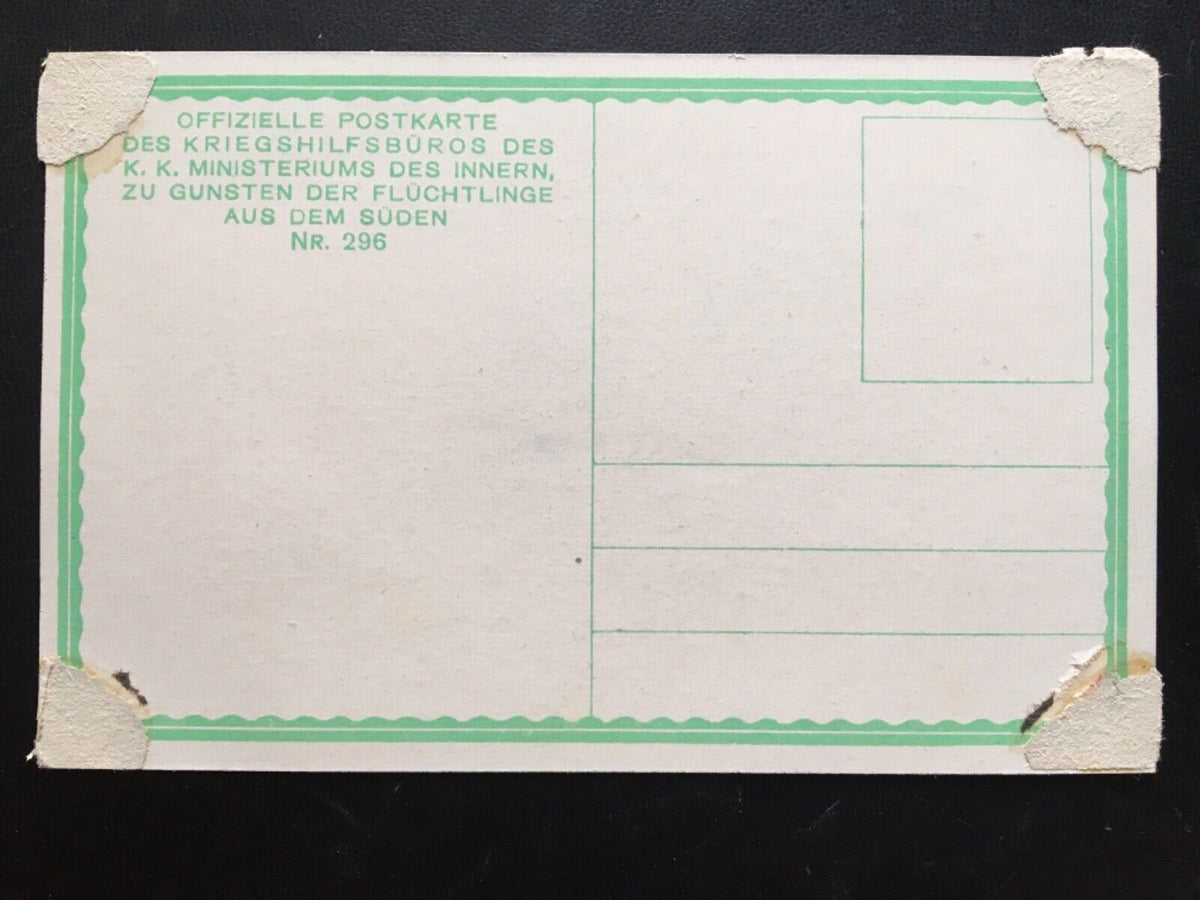 OFFIZIELLE POSTKARTE
DES KRIEGSHILFSBÜROS DES
K. K. MINISTERIUMS DES INNERN,
ZU GUNSTEN DER FLÜCHTLINGE
AUS DEM SÜDEN
NR. 296